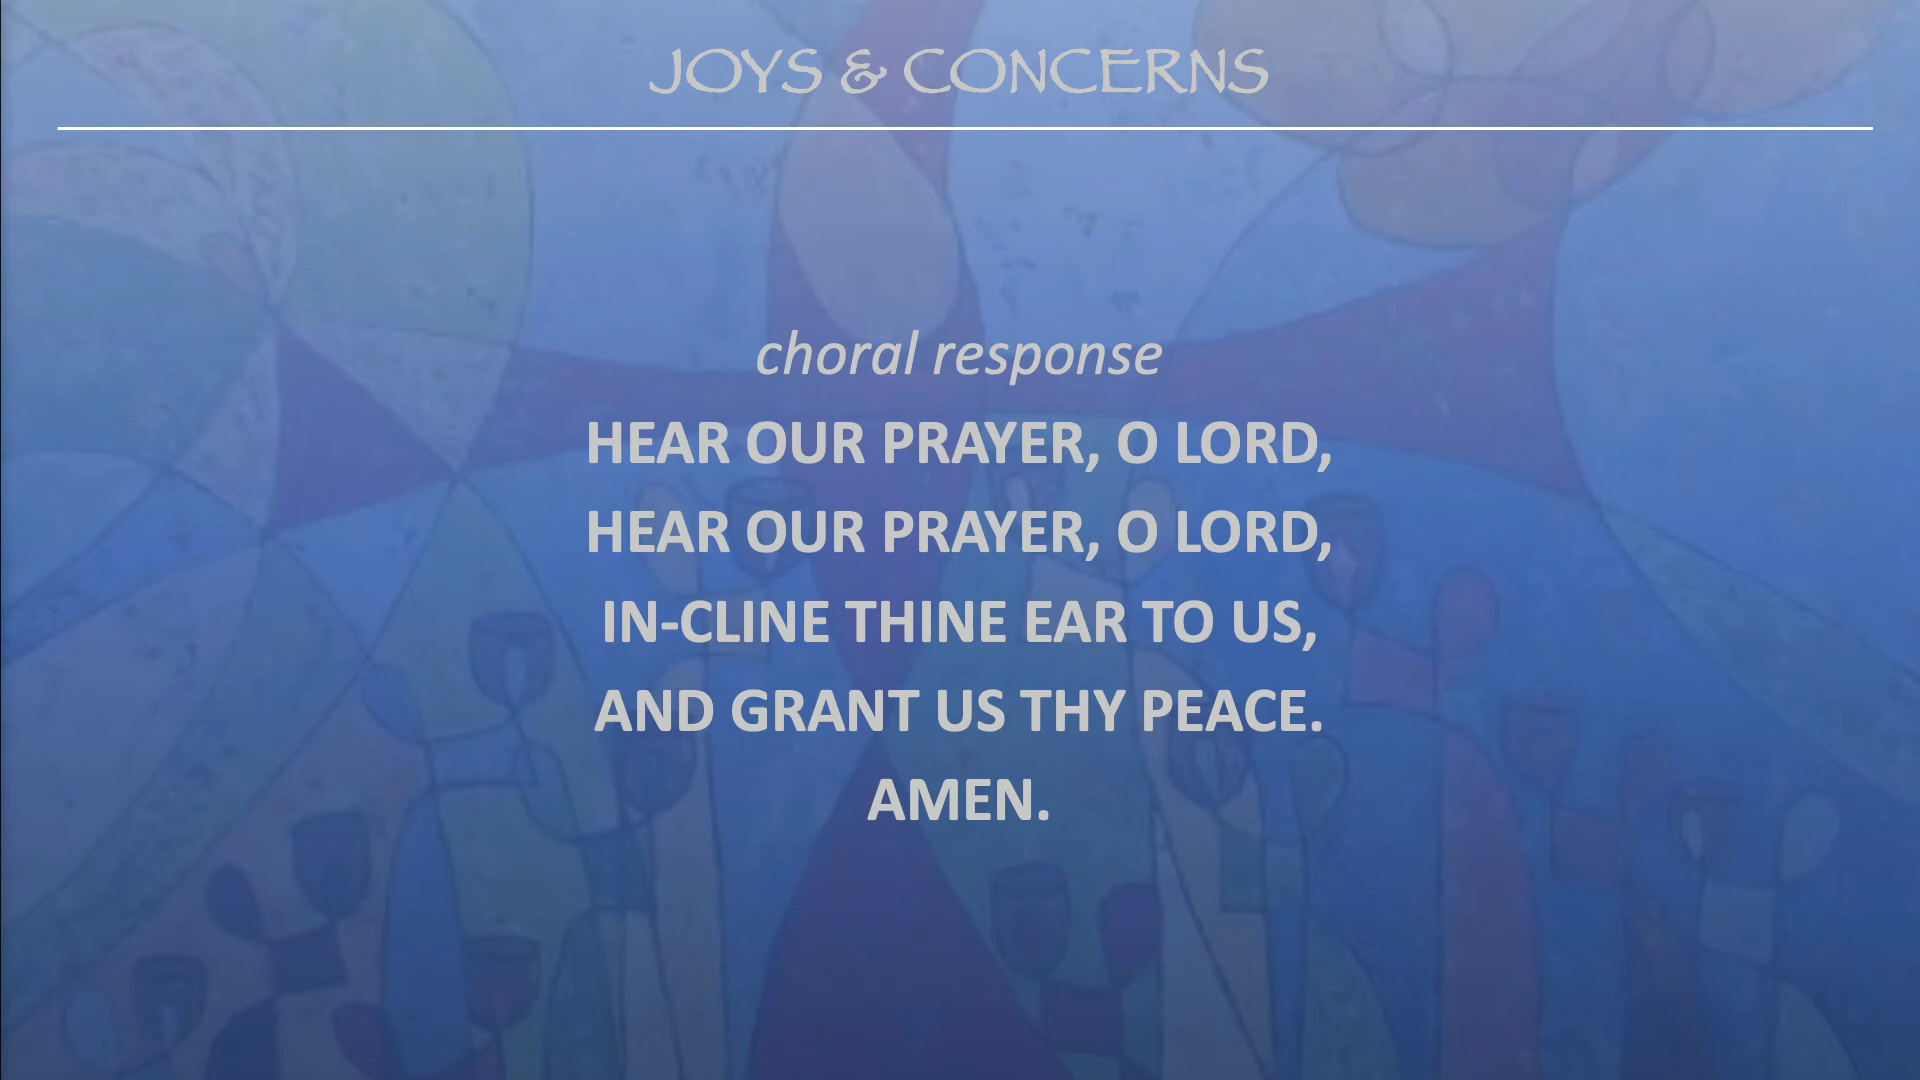 JOYS & CONCERNS
choral response
HEAR OUR PRAYER, O LORD,
HEAR OUR PRAYER, O LORD,
IN-CLINE THINE EAR TO US,
AND GRANT US THY PEACE.
AMEN.